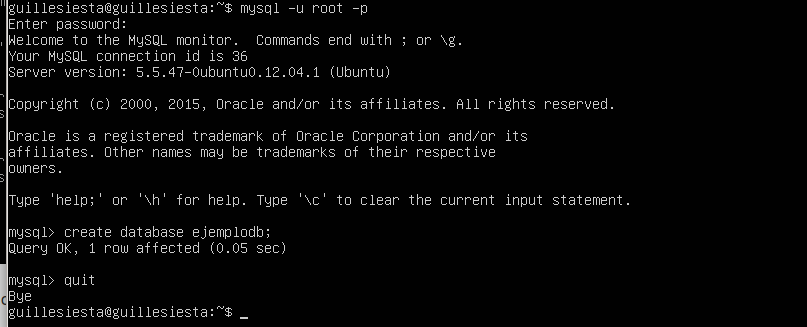 guillesiesta@guillesiesta:~$ mysql -u root -p
Enter password:
Welcome to the MySQL monitor.  Commands end with ; or \g.
Your MySQL connection id is 36
Server version: 5.5.47-0ubuntu0.12.04.1 (Ubuntu)

Copyright (c) 2000, 2015, Oracle and/or its affiliates. All rights reserved.

Oracle is a registered trademark of Oracle Corporation and/or its
affiliates. Other names may be trademarks of their respective
owners.

Type 'help;' or '\h' for help. Type '\c' to clear the current input statement.

mysql> create database ejemplodb;
Query OK, 1 row affected (0.05 sec)

mysql> quit
Bye
guillesiesta@guillesiesta:~$ _